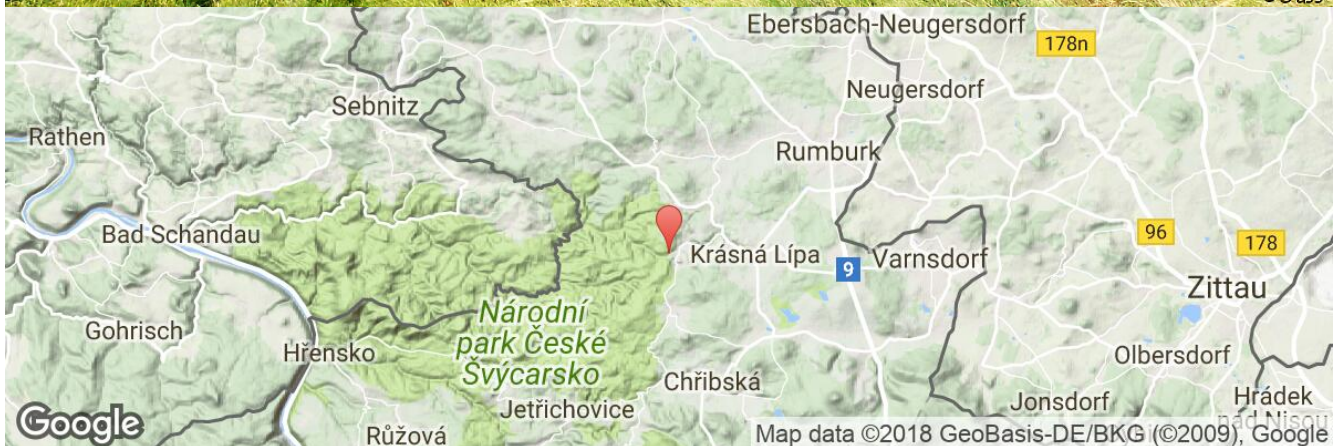 Ebersbach-Neugersdorf
178n
Neugersdorf
Sebnitz
Rathen
Rumburk
Bad Schandau
Krásná Lípa
9
Varnsdorf
96
178
Zittau
Národní
park České
Švýcarsko
Gohrisch
Hřensko
Olbersdorf
Chřibská
Jetřichovice
Jonsdorf
Hrádek
nad Nisou
Růžová
Google
Map data ©2018 GeoBasis-DE/BKG (©2009), Google